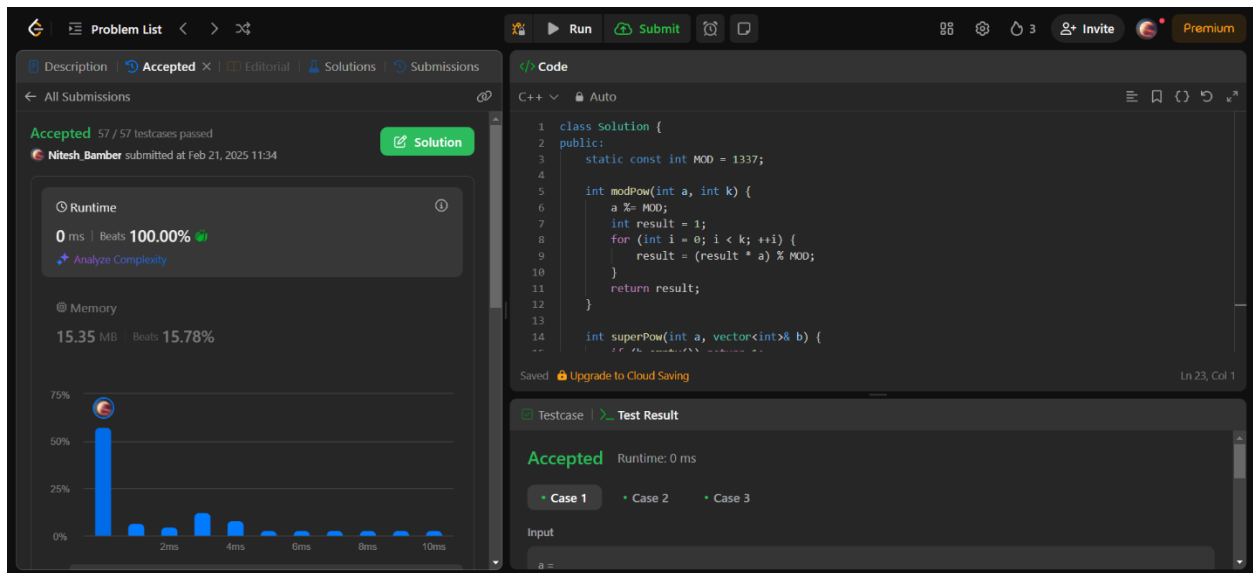 Problem List
Run
Submit
3
Invite
Premium
Description
Accepted
Editorial
Solutions
Submissions
All Submissions
Accepted 57 / 57 testcases passed
Nitesh_Bamber submitted at Feb 21, 2025 11:34
Solution
Runtime
0 ms | Beats 100.00%
Analyze Complexity
Memory
15.35 MB | Beats 15.78%
75%
50%
25%
0%
2ms 4ms 6ms 8ms 10ms
</> Code
C++ Auto
1 class Solution {
2 public:
3 static const int MOD = 1337;
4
5 int modPow(int a, int k) {
6 a %= MOD;
7 int result = 1;
8 for (int i = 0; i < k; ++i) {
9 result = (result * a) % MOD;
10 }
11 return result;
12 }
13
14 int superPow(int a, vector<int>& b) {
15 if (b.empty()) return 1;
Saved Upgrade to Cloud Saving
Ln 23, Col 1
Testcase | >_ Test Result
Accepted Runtime: 0 ms
• Case 1 • Case 2 • Case 3
Input
a =